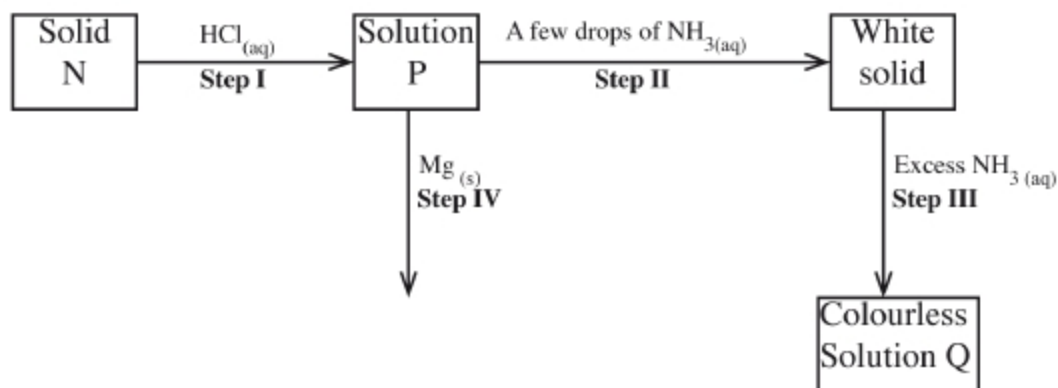 Solid
N
HCl(aq)
Step I
Solution
P
A few drops of NH3(aq)
Step II
White
solid
Mg (s)
Step IV
Excess NH3 (aq)
Step III
Colourless
Solution Q